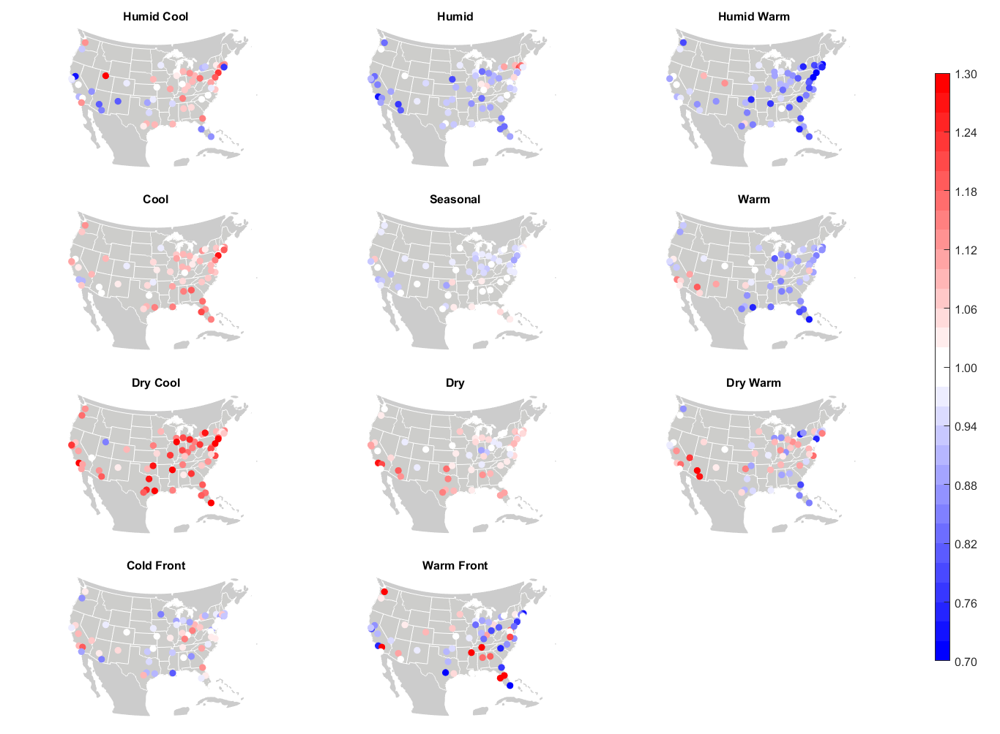 Humid Cool
Humid
Humid Warm
Cool
Seasonal
Warm
Dry Cool
Dry
Dry Warm
Cold Front
Warm Front
1.30
1.24
1.18
1.12
1.06
1.00
0.94
0.88
0.82
0.76
0.70